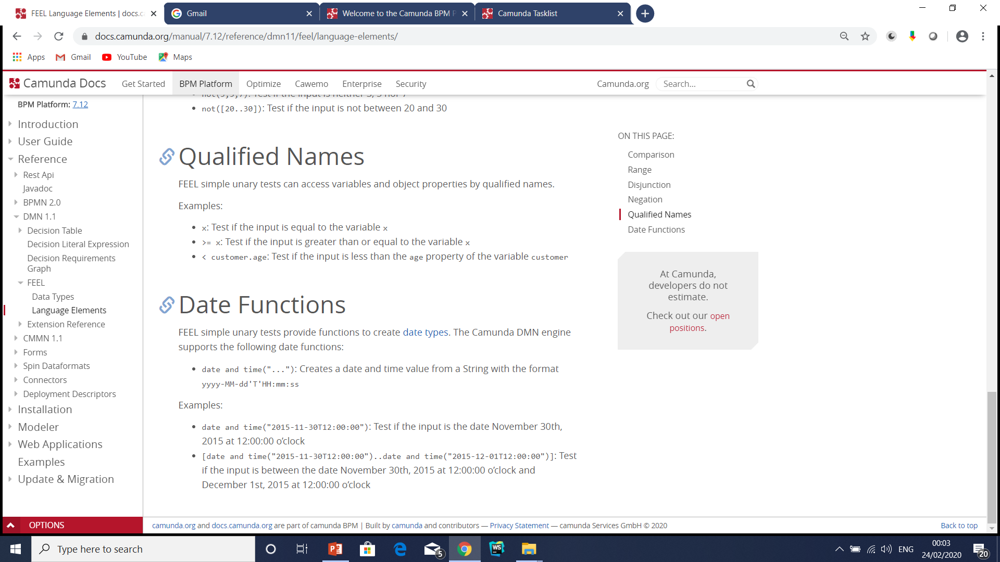 FEEL Language Elements | docs.c
Gmail
Welcome to the Camunda BPM P
Camunda Tasklist
docs.camunda.org/manual/7.12/reference/dmn11/feel/language-elements/
Apps
Gmail
YouTube
Maps
Camunda Docs
Get Started
BPM Platform
Optimize
Cawemo
Enterprise
Security
Camunda.org
Search...
BPM Platform: 7.12
Introduction
User Guide
Reference
Rest Api
Javadoc
BPMN 2.0
DMN 1.1
Decision Table
Decision Literal Expression
Decision Requirements
Graph
FEEL
Data Types
Language Elements
Extension Reference
CMMN 1.1
Forms
Spin Dataformats
Connectors
Deployment Descriptors
Installation
Modeler
Web Applications
Examples
Update & Migration
OPTIONS
not([20..30]): Test if the input is not between 20 and 30
Qualified Names
FEEL simple unary tests can access variables and object properties by qualified names.
Examples:
x: Test if the input is equal to the variable x
>= x: Test if the input is greater than or equal to the variable x
< customer.age: Test if the input is less than the age property of the variable customer
Date Functions
FEEL simple unary tests provide functions to create date types. The Camunda DMN engine
supports the following date functions:
date and time("..."): Creates a date and time value from a String with the format
yyyy-MM-dd'T'HH:mm:ss
Examples:
date and time("2015-11-30T12:00:00"): Test if the input is the date November 30th,
2015 at 12:00:00 o’clock
[date and time("2015-11-30T12:00:00")..date and time("2015-12-01T12:00:00")]: Test
if the input is between the date November 30th, 2015 at 12:00:00 o’clock and
December 1st, 2015 at 12:00:00 o’clock
ON THIS PAGE:
Comparison
Range
Disjunction
Negation
Qualified Names
Date Functions
At Camunda,
developers do not
estimate.
Check out our open
positions.
camunda.org and docs.camunda.org are part of camunda BPM | Built by camunda and contributors — Privacy Statement — camunda Services GmbH © 2020
Back to top
Type here to search
5
WS
ENG
00:03
24/02/2020
20